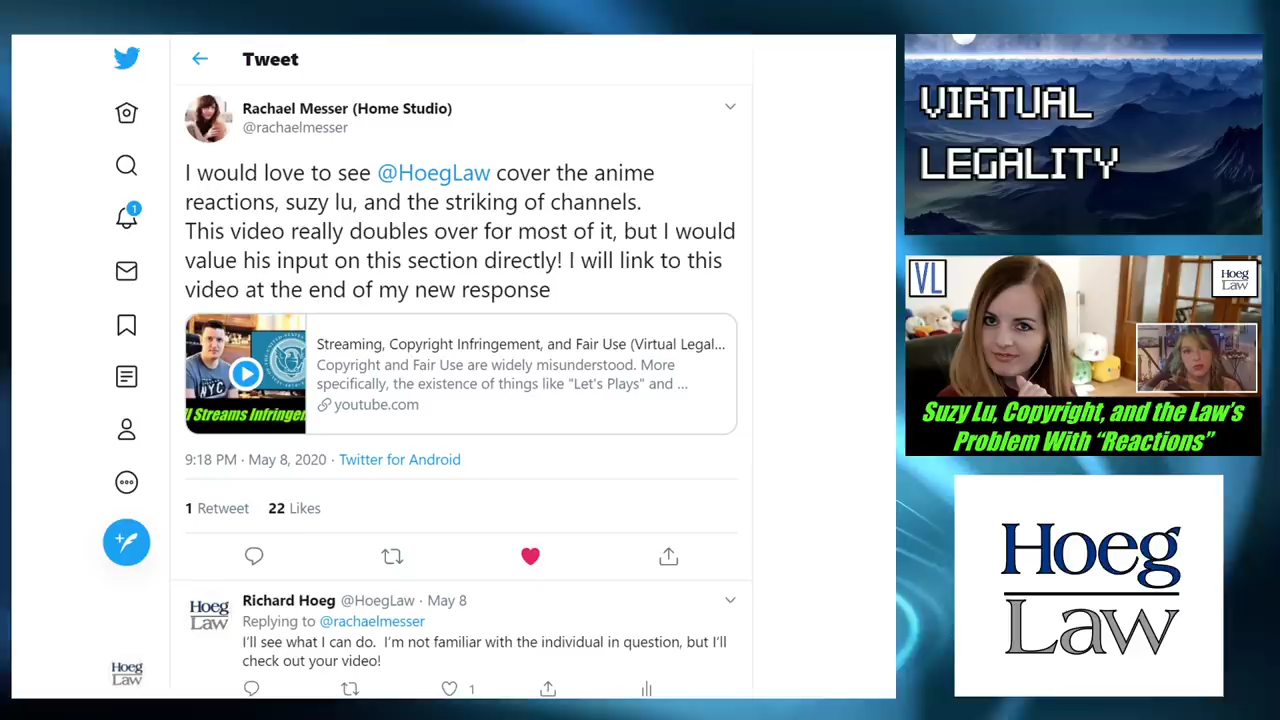 Tweet
Rachael Messer (Home Studio)
@rachaelmesser
I would love to see @HoegLaw cover the anime
reactions, suzy lu, and the striking of channels.
This video really doubles over for most of it, but I would
value his input on this section directly! I will link to this
video at the end of my new response
Streaming, Copyright Infringement, and Fair Use (Virtual Legal...
Copyright and Fair Use are widely misunderstood. More
specifically, the existence of things like "Let's Plays" and ...
youtube.com
NYC
ll Streams Infringem
9:18 PM · May 8, 2020 · Twitter for Android
1 Retweet 22 Likes
Richard Hoeg @HoegLaw · May 8
Replying to @rachaelmesser
I'll see what I can do. I'm not familiar with the individual in question, but I'll
check out your video!
1
1
Hoeg
Law
Hoeg
Law
VIRTUAL
LEGALITY
VL
Hoeg
Law
Suzy Lu, Copyright, and the Law's
Problem With "Reactions"
Hoeg
Law